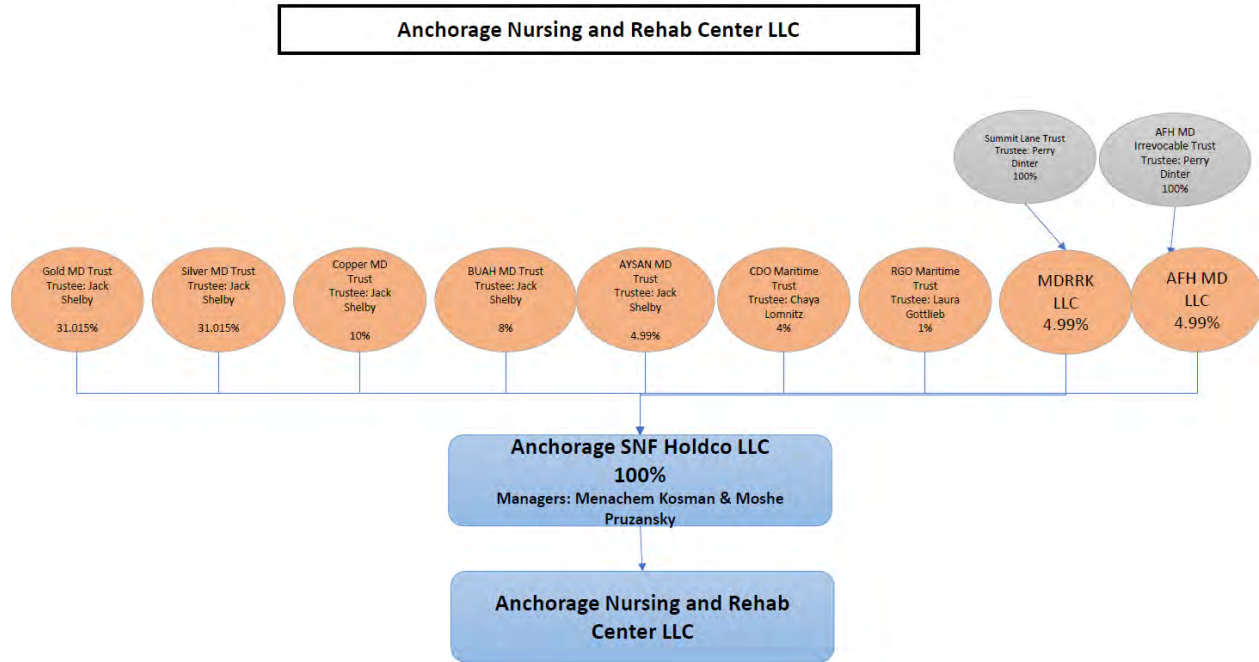 Anchorage Nursing and Rehab Center LLC
Summit Lane Trust
Trustee: Perry
Dinter
100%
AFH MD
Irrevocable Trust
Trustee: Perry
Dinter
100%
Gold MD Trust
Trustee: Jack
Shelby
31.015%
Silver MD Trust
Trustee: Jack
Shelby
31.015%
Copper MD
Trust
Trustee: Jack
Shelby
10%
BUAH MD Trust
Trustee: Jack
Shelby
8%
AYSAN MD
Trust
Trustee: Jack
Shelby
4.99%
CDO Maritime
Trust
Trustee: Chaya
Lomnitz
4%
RGO Maritime
Trust
Trustee: Laura
Gottlieb
1%
MDRRK
LLC
4.99%
AFH MD
LLC
4.99%
Anchorage SNF Holdco LLC
100%
Managers: Menachem Kosman & Moshe
Pruzansky
Anchorage Nursing and Rehab
Center LLC